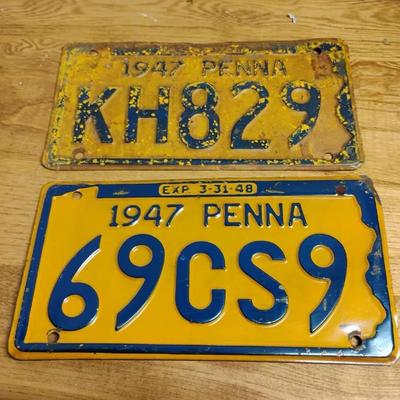 1947 PENNA
KH829
EXP. 3-31-48
1947 PENNA
69CS9